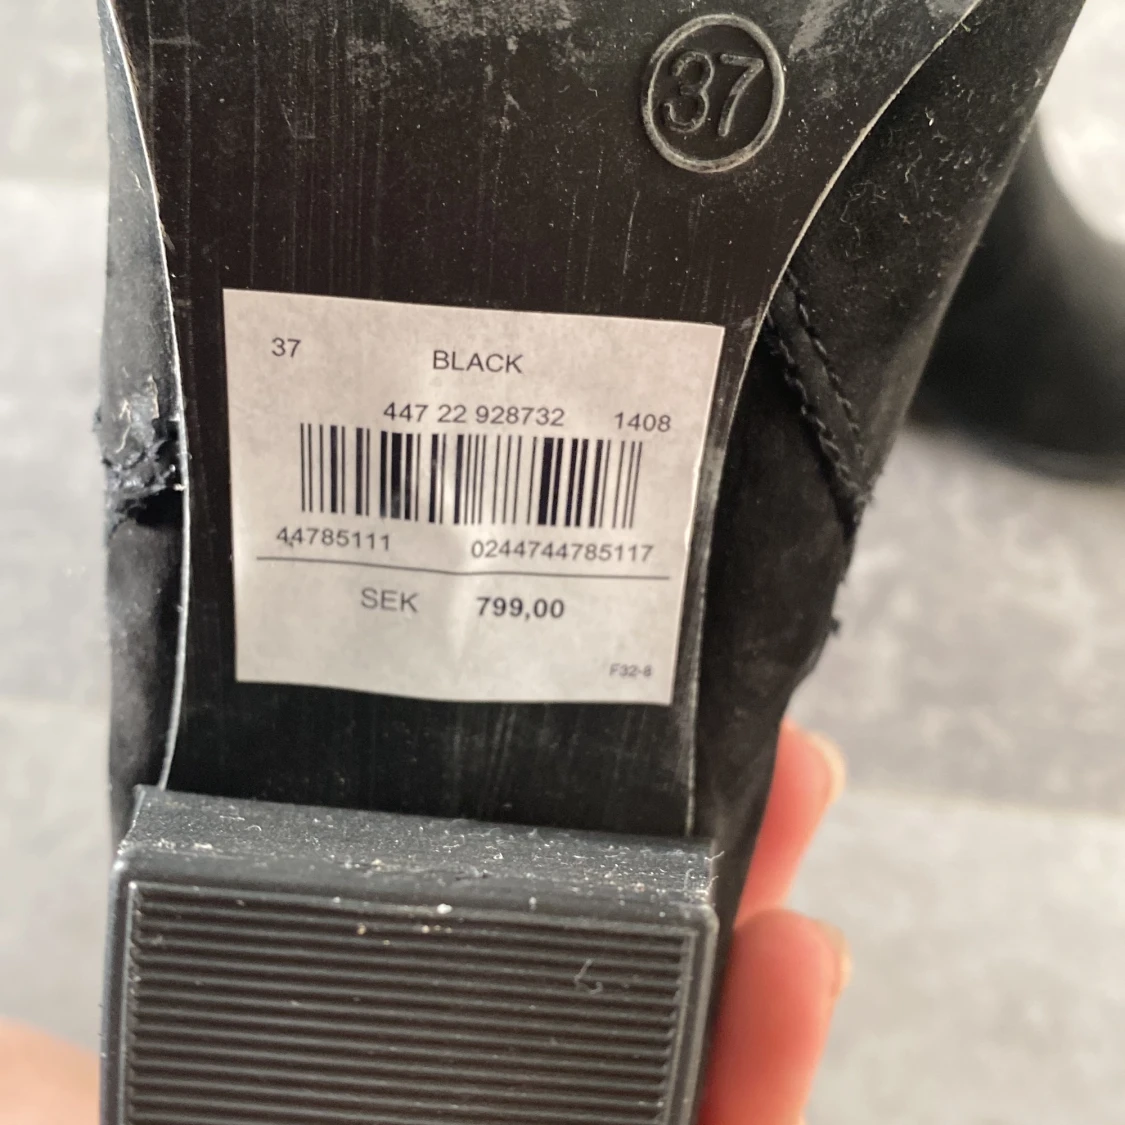 37
37 BLACK
447 22 928732 1408
44785111 0244744785117
SEK 799,00
F32-8